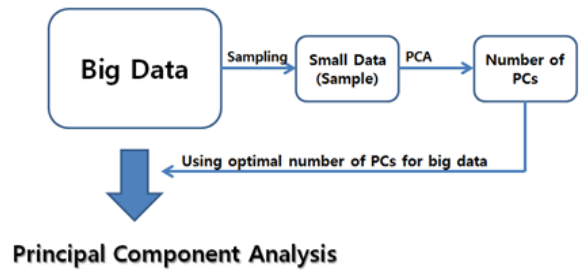 Big Data
Sampling
Small Data
(Sample)
PCA
Number of
PCs
Using optimal number of PCs for big data
Principal Component Analysis